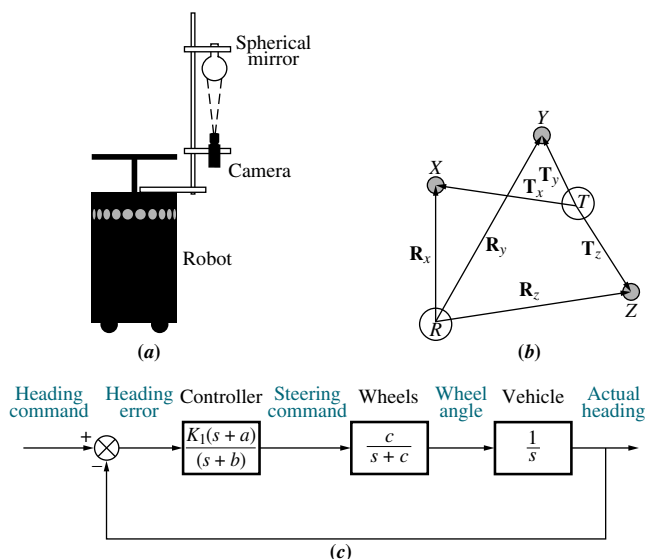 Spherical
mirror
Camera
Robot
(a)
Y
X
T
T_x T_y
R_x
R_y
T_z
R_z
R
Z
(b)
Heading command
Heading error
Controller
Steering command
Wheels
Wheel angle
Vehicle
Actual heading
+
−
K_1(s + a)
(s + b)
c
s + c
1
s
(c)